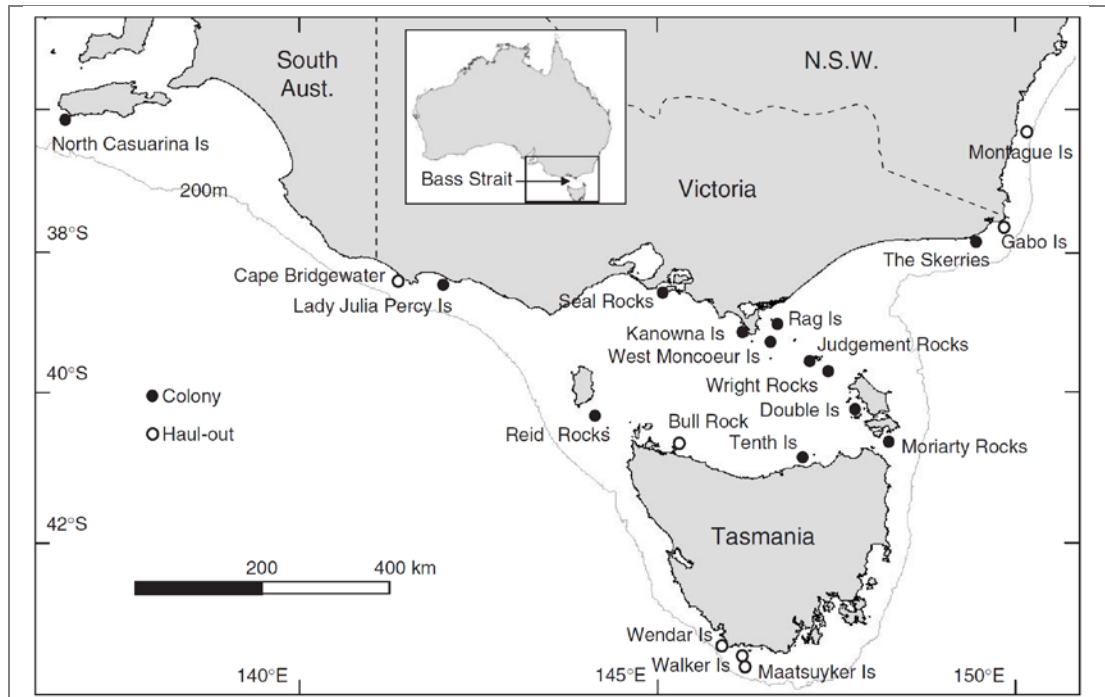 South
Aust.
N.S.W.
North Casuarina Is
Montague Is
Bass Strait
200m
Victoria
38°S
Gabo Is
The Skerries
Cape Bridgewater
Lady Julia Percy Is
Seal Rocks
Rag Is
Kanowna Is
Judgement Rocks
West Moncoeur Is
Wright Rocks
40°S
Colony
Double Is
Bull Rock
Haul-out
Reid Rocks
Tenth Is
Moriarty Rocks
42°S
Tasmania
200
400 km
Wendar Is
Walker Is
Maatsuyker Is
140°E
145°E
150°E